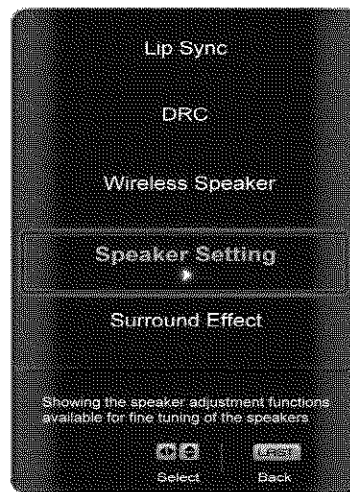 Lip Sync
DRC
Wireless Speaker
Speaker Setting
Surround Effect
Showing the speaker adjustment functions
available for fine tuning of the speakers
LAST
Select
Back